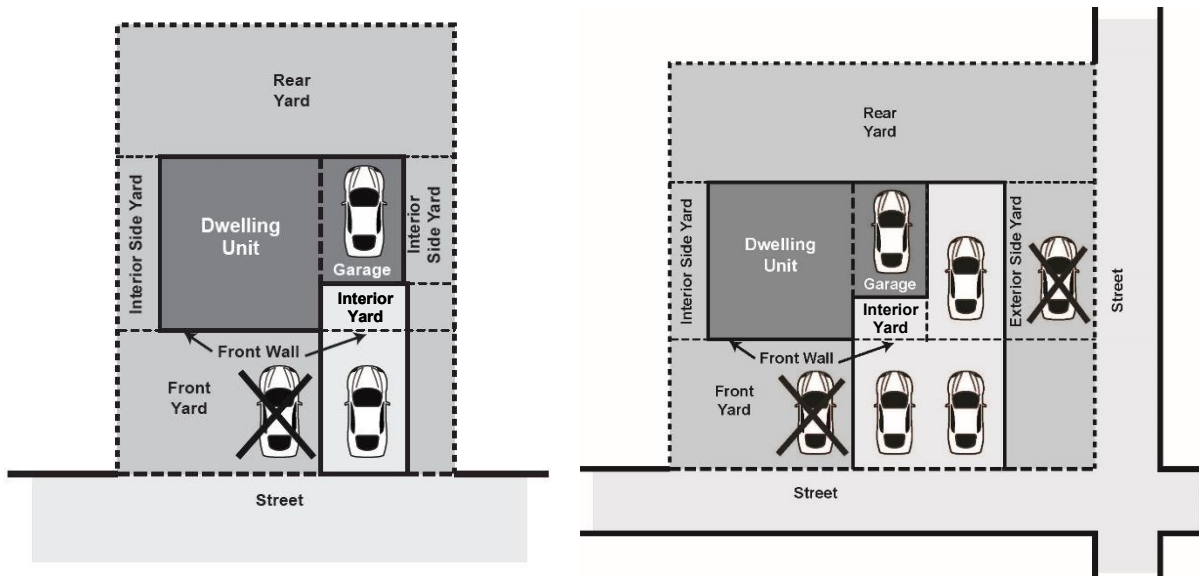 Rear
Yard
Interior Side Yard
Dwelling
Unit
Garage
Interior
Side Yard
Interior
Yard
Front Wall
Front
Yard
Street
Rear
Yard
Interior Side Yard
Dwelling
Unit
Garage
Exterior Side Yard
Street
Interior
Yard
Front Wall
Front
Yard
Street